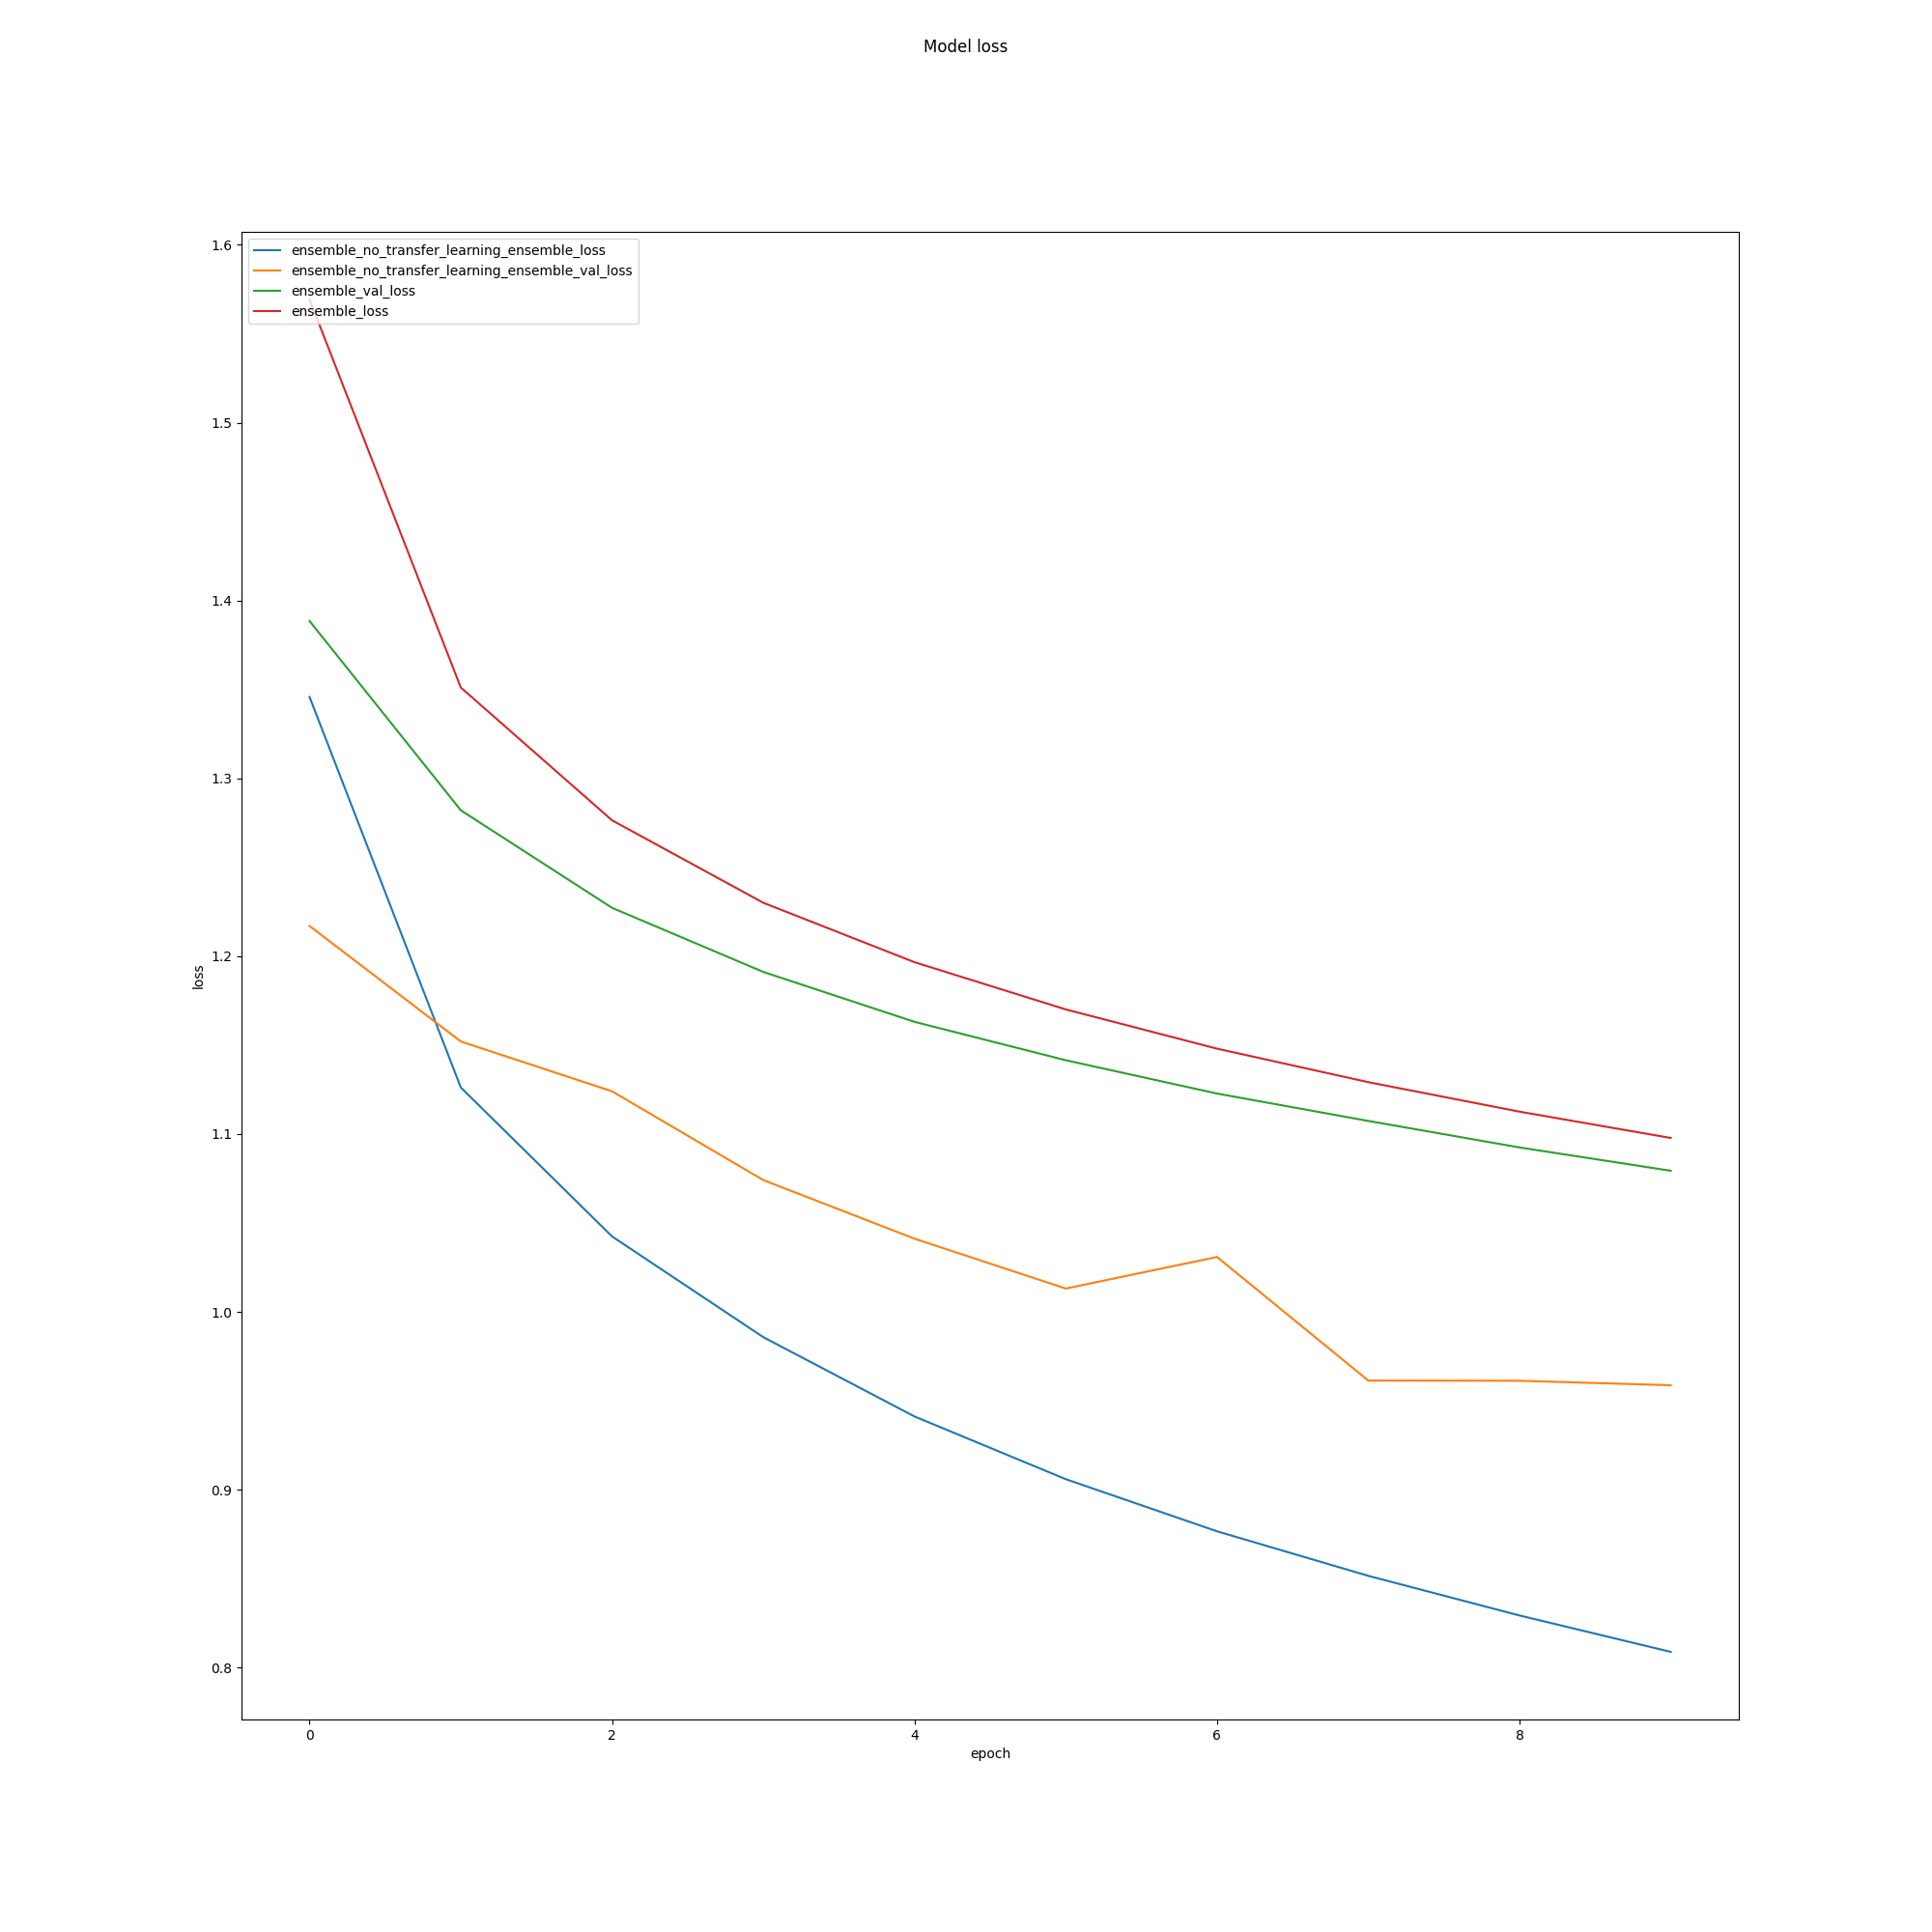 Model loss
ensemble_no_transfer_learning_ensemble_loss
ensemble_no_transfer_learning_ensemble_val_loss
ensemble_val_loss
ensemble_loss
1.6
1.5
1.4
1.3
1.2
1.1
1.0
0.9
0.8
loss
0 2 4 6 8
epoch